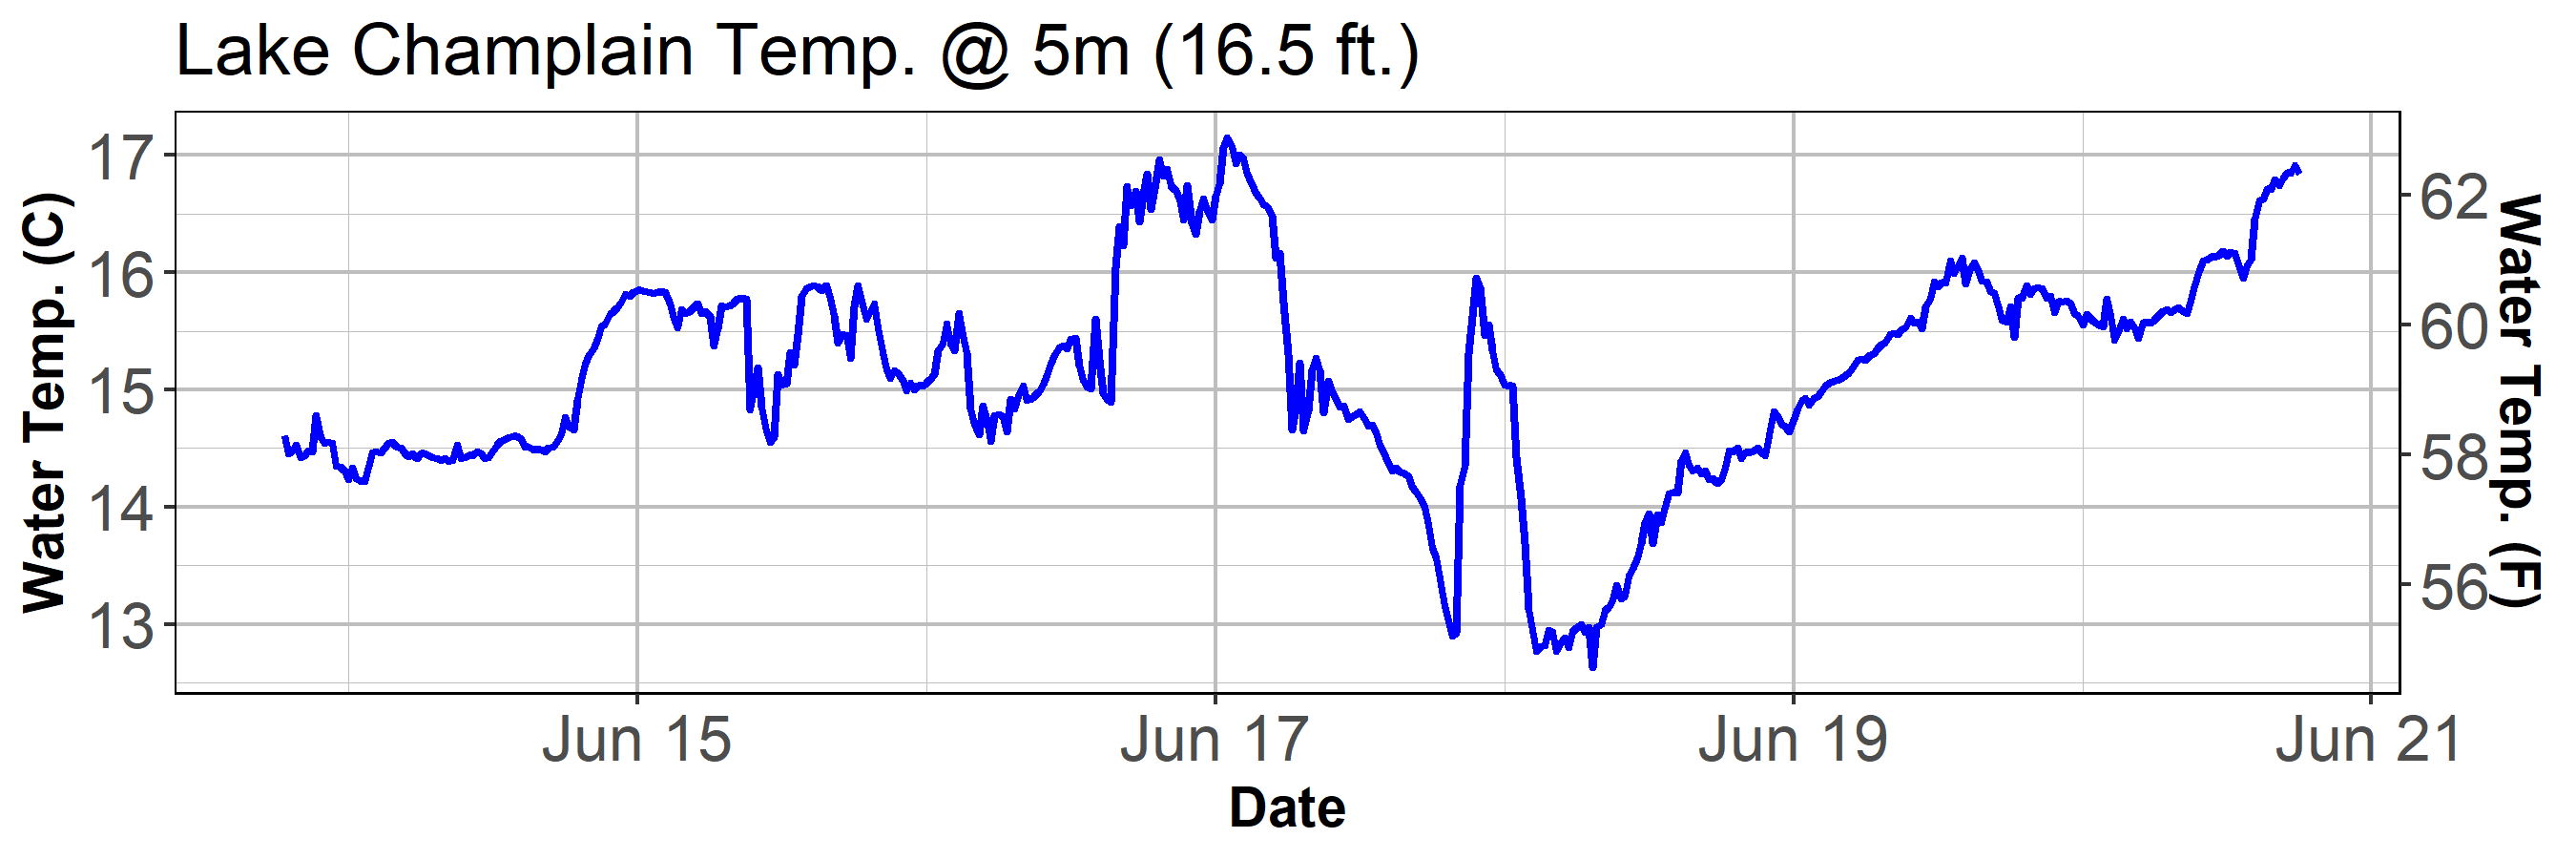 Lake Champlain Temp. @ 5m (16.5 ft.)
Water Temp. (C)
17
16
15
14
13
62
60
58
56
Water Temp. (F)
Jun 15
Jun 17
Jun 19
Jun 21
Date